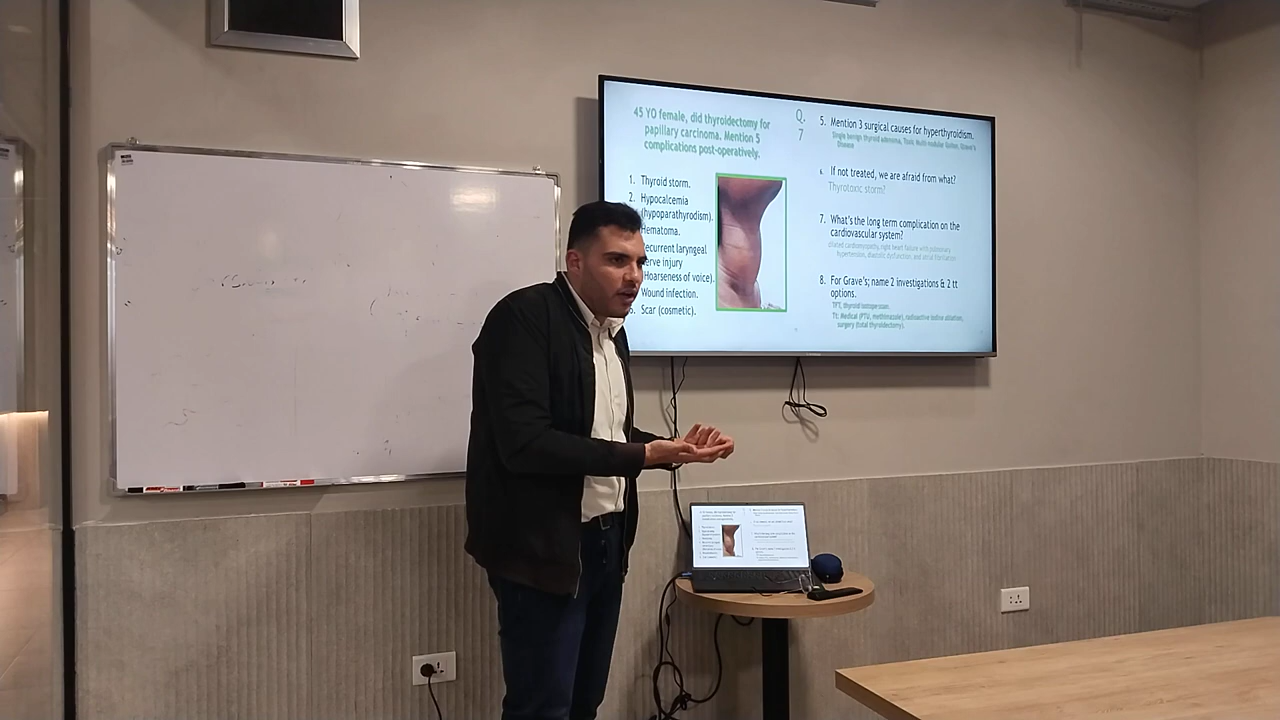 45 YO female, did thyroidectomy for
papillary carcinoma. Mention 5
complications post-operatively.
Q.
7
1. Thyroid storm.
2. Hypocalcemia
(hypoparathyrodism).
Hematoma.
ecurrent laryngeal
erve injury
Hoarseness of voice).
Wound infection.
Scar (cosmetic).
5. Mention 3 surgical causes for hyperthyroidism.
Single benign thyroid adenoma, Toxic Multi-nodular Goiter, Grave's
Disease
6. If not treated, we are afraid from what?
Thyrotoxic storm?
7. What's the long term complication on the
cardiovascular system?
dilated cardiomyopathy, right heart failure with pulmonary
hypertension, diastolic dysfunction, and atrial fibrillation
8. For Grave's; name 2 investigations & 2 tt
options.
TFT, thyroid isotope scan
Tt: Medical (PTU, methimazole), radioactive iodine ablation,
surgery (total thyroidectomy).